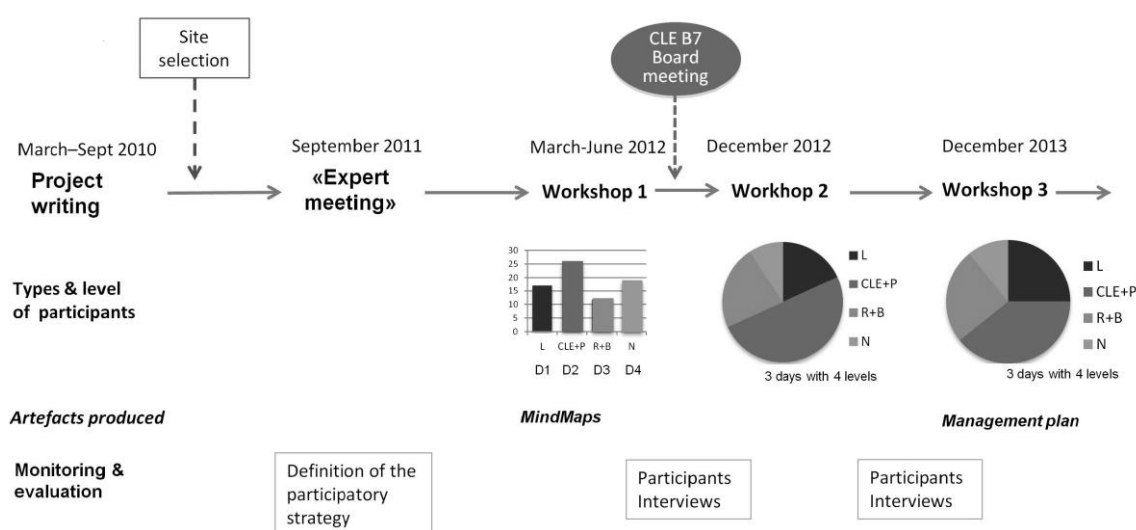 Site
selection
CLE B7
Board
meeting
March–Sept 2010
Project
writing
September 2011
«Expert
meeting»
March-June 2012
Workshop 1
December 2012
Workhop 2
December 2013
Workshop 3
Types & level
of participants
30
25
20
15
10
5
0
L
CLE+P
R+B
N
D1
D2
D3
D4
L
CLE+P
R+B
N
3 days with 4 levels
L
CLE+P
R+B
N
3 days with 4 levels
Artefacts produced
MindMaps
Management plan
Monitoring &
evaluation
Definition of the
participatory
strategy
Participants
Interviews
Participants
Interviews